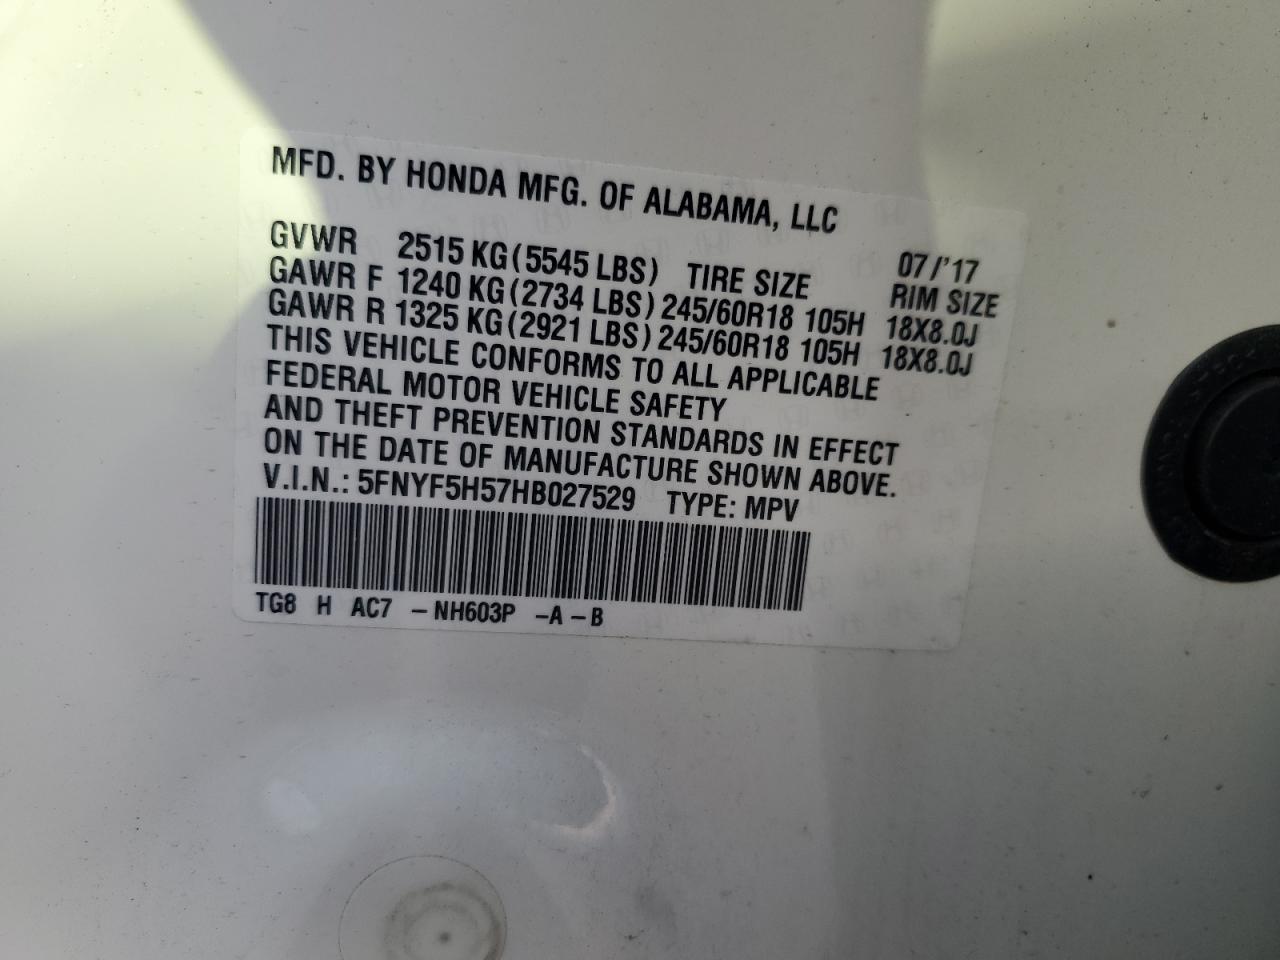 MFD. BY HONDA MFG. OF ALABAMA, LLC
07/'17
GVWR 2515 KG(5545 LBS) TIRE SIZE RIM SIZE
GAWR F 1240 KG(2734 LBS) 245/60R18 105H 18X8.0J
GAWR R 1325 KG(2921 LBS) 245/60R18 105H 18X8.0J
THIS VEHICLE CONFORMS TO ALL APPLICABLE
FEDERAL MOTOR VEHICLE SAFETY
AND THEFT PREVENTION STANDARDS IN EFFECT
ON THE DATE OF MANUFACTURE SHOWN ABOVE.
V.I.N.: 5FNYF5H57HB027529 TYPE: MPV
TG8 H AC7 –NH603P –A–B